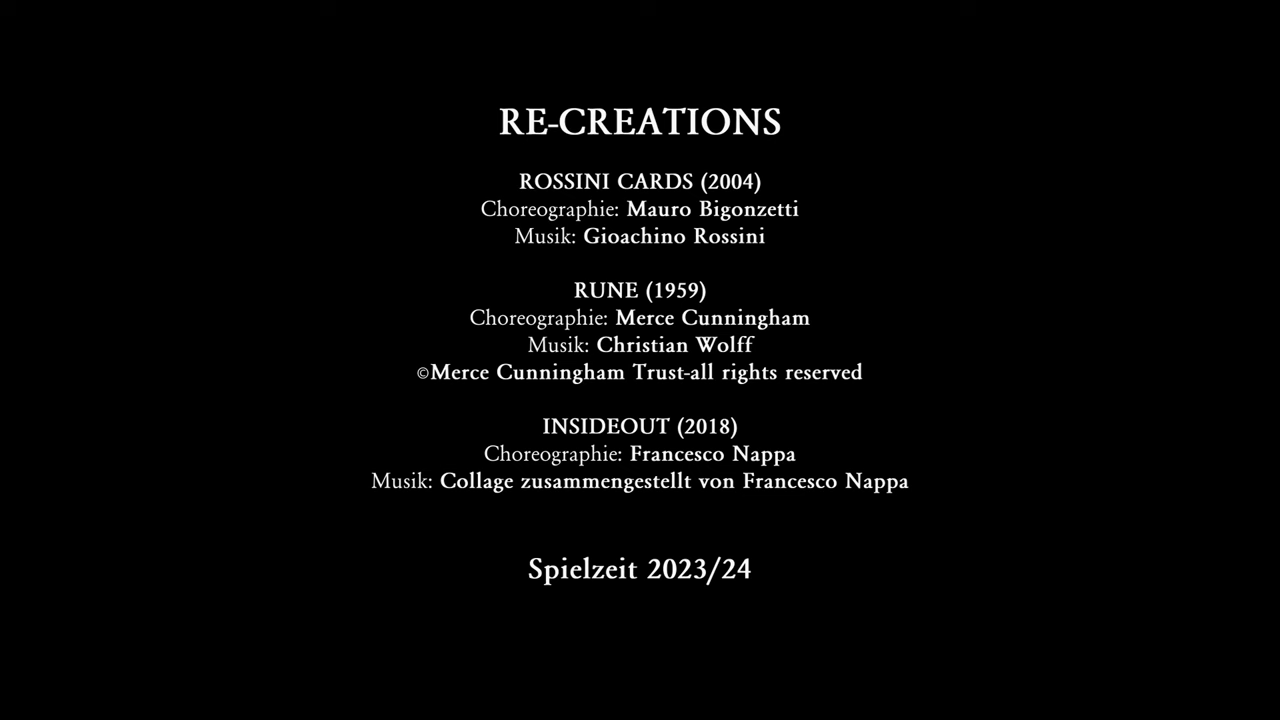 RE-CREATIONS
ROSSINI CARDS (2004)
Choreographie: Mauro Bigonzetti
Musik: Gioachino Rossini
RUNE (1959)
Choreographie: Merce Cunningham
Musik: Christian Wolff
©Merce Cunningham Trust-all rights reserved
INSIDEOUT (2018)
Choreographie: Francesco Nappa
Musik: Collage zusammengestellt von Francesco Nappa
Spielzeit 2023/24